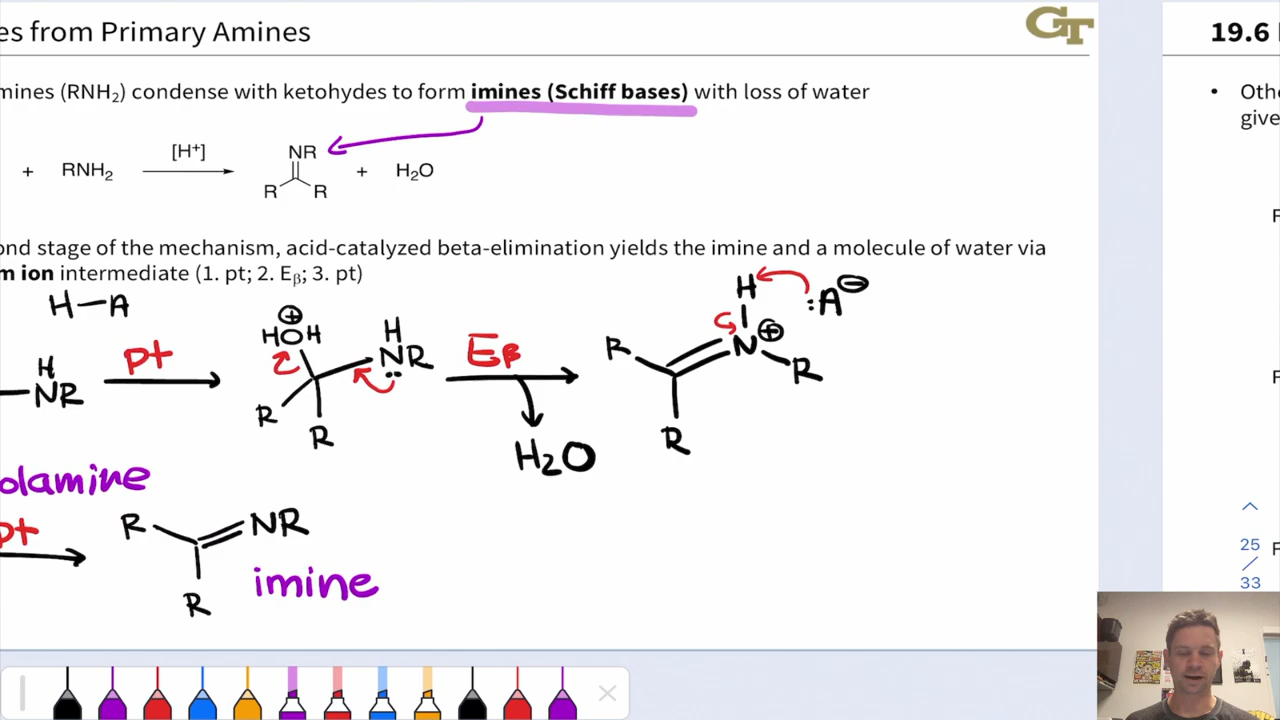 es from Primary Amines
GT
19.6
mines (RNH₂) condense with ketohydes to form imines (Schiff bases) with loss of water
• Othe
give
+ RNH₂ [H⁺] NR R R + H₂O
ond stage of the mechanism, acid-catalyzed beta-elimination yields the imine and a molecule of water via
m ion intermediate (1. pt; 2. Eβ; 3. pt)
H–A
H
NR
pt
⊕
HOH
H
NR
R
R
Eβ
H₂O
H
:A⊖
N⊕
R
R
R
olamine
pt
R
NR
R
imine
25
/
33
F
F
F